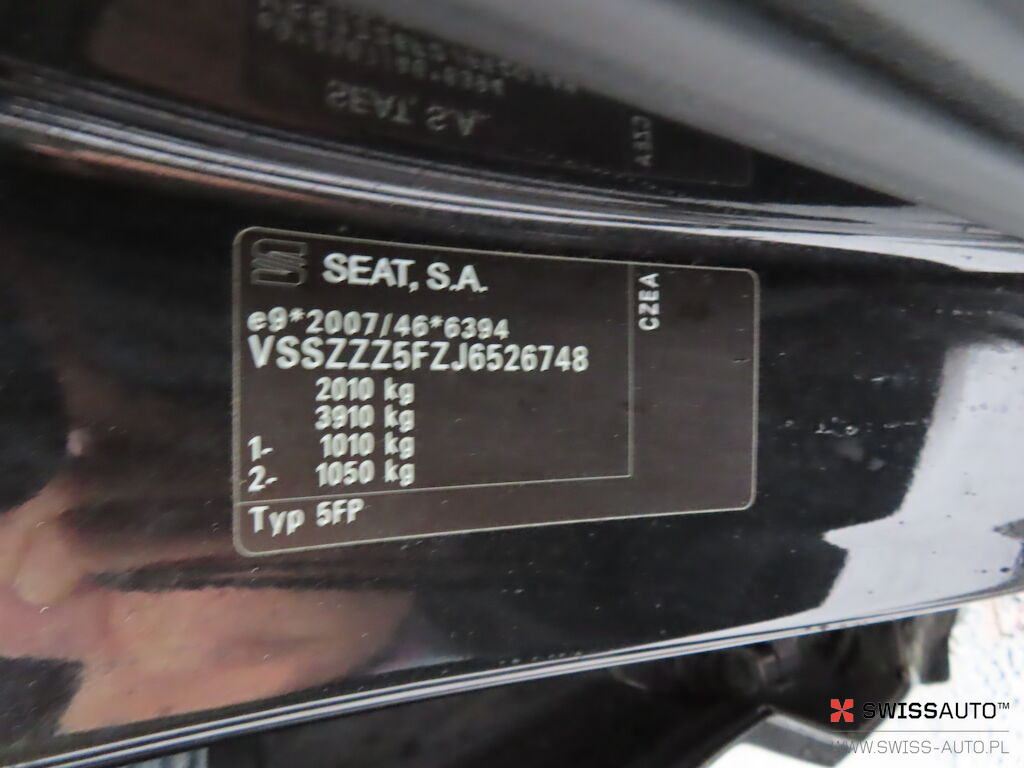 SEAT, S.A.
CZEA
e9*2007/46*6394
VSSZZZ5FZJ6526748
2010 kg
3910 kg
1- 1010 kg
2- 1050 kg
Typ 5FP
SWISSAUTO™
WWW.SWISS-AUTO.PL